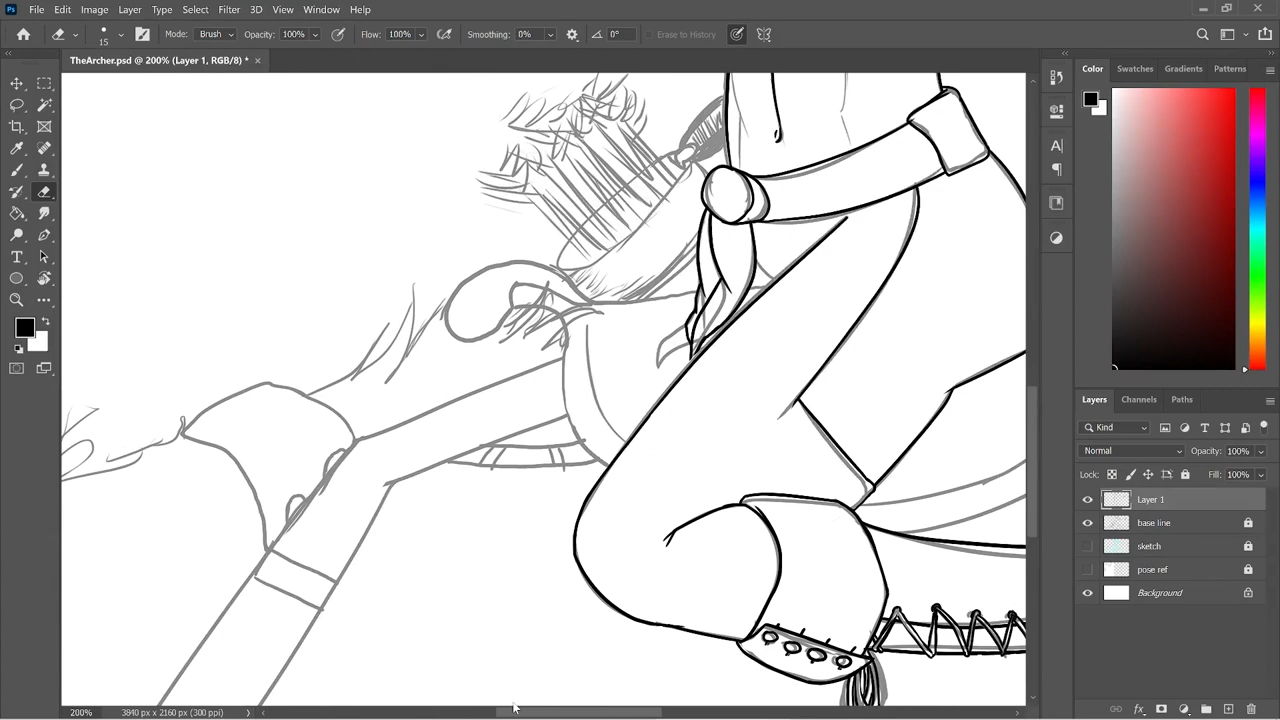 Ps File Edit Image Layer Type Select Filter 3D View Window Help
15 Mode: Brush Opacity: 100% Flow: 100% Smoothing: 0% 0° Erase to History
TheArcher.psd @ 200% (Layer 1, RGB/8) *
Color Swatches Gradients Patterns
Layers Channels Paths
Kind
Normal Opacity: 100%
Lock: Fill: 100%
Layer 1
base line
sketch
pose ref
Background
200% 3840 px x 2160 px (300 ppi)